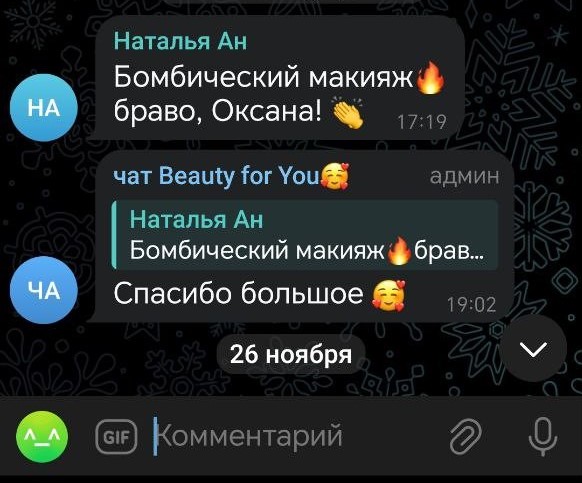 Наталья Ан
НА
Бомбический макияж🔥
браво, Оксана! 👏
17:19
чат Beauty for You🥰
админ
Наталья Ан
Бомбический макияж🔥брав...
ЧА
Спасибо большое 🥰
19:02
26 ноября
^_^
GIF
Комментарий